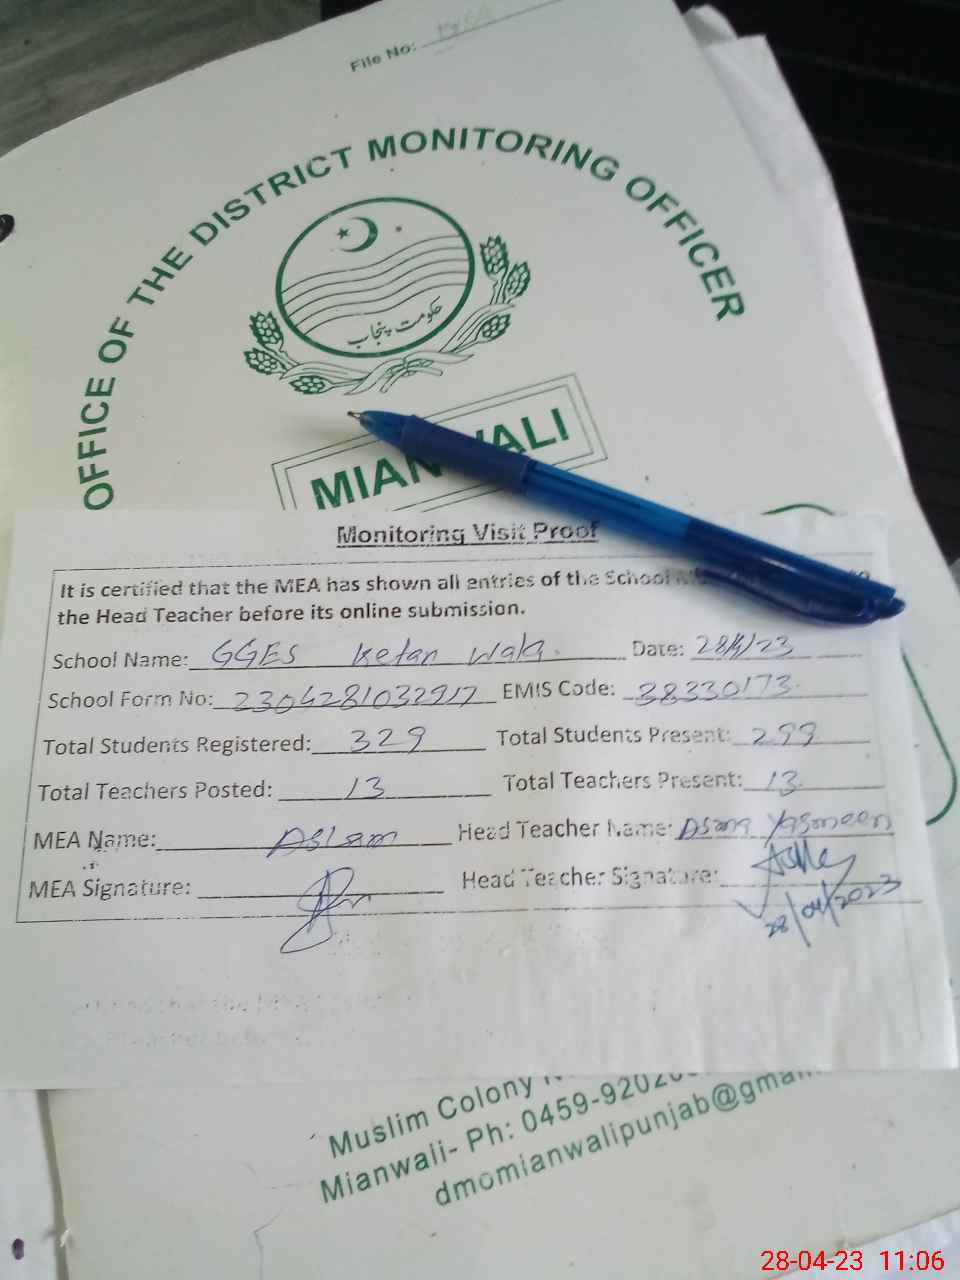 File No:
OFFICE OF THE DISTRICT MONITORING OFFICER
حکومت پنجاب
MIANWALI
Monitoring Visit Proof
It is certified that the MEA has shown all entries of the School
the Head Teacher before its online submission.
School Name: GGES Ketan Wala. Date: 28/4/23
School Form No: 2304281032917 EMIS Code: 38330173.
Total Students Registered: 329 Total Students Present: 299
Total Teachers Posted: 13 Total Teachers Present: 13.
MEA Name: Aslam Head Teacher Name: Asma Yasmeen
MEA Signature: Head Teacher Signature:
28/04/2023
Muslim Colony
Mianwali- Ph: 0459-9202
dmomianwalipunjab@gmai
28-04-23 11:06